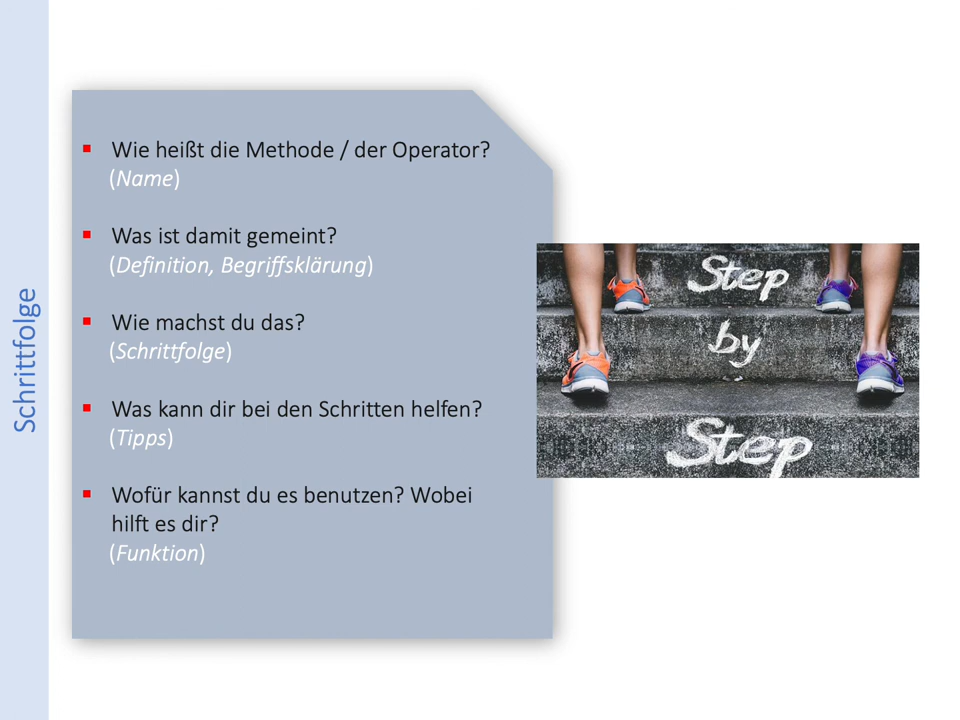 Schrittfolge
▪ Wie heißt die Methode / der Operator?
(Name)
▪ Was ist damit gemeint?
(Definition, Begriffsklärung)
▪ Wie machst du das?
(Schrittfolge)
▪ Was kann dir bei den Schritten helfen?
(Tipps)
▪ Wofür kannst du es benutzen? Wobei
hilft es dir?
(Funktion)
Step
by
Step